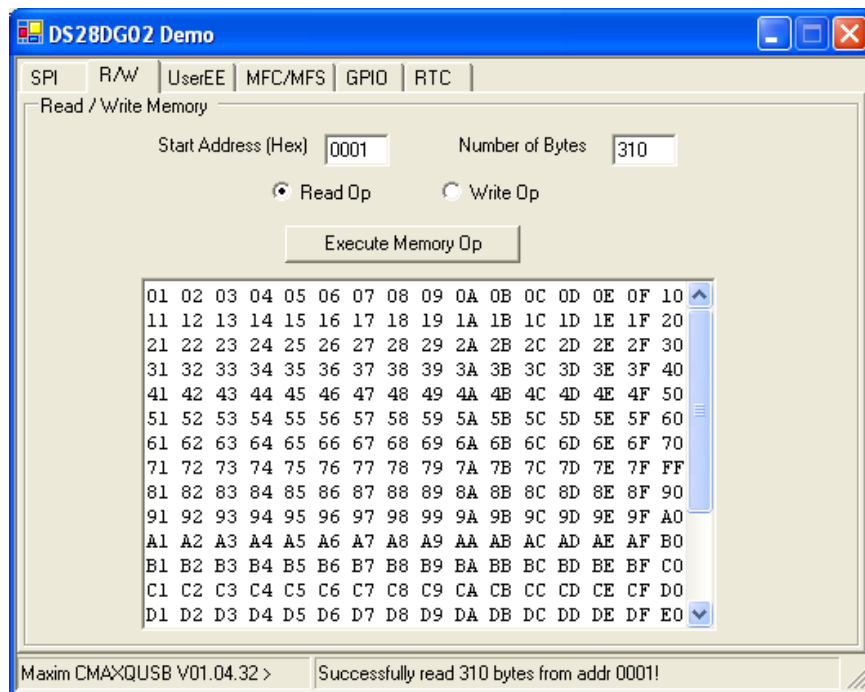 DS28DG02 Demo
SPI R/W UserEE MFC/MFS GPIO RTC
Read / Write Memory
Start Address (Hex) 0001 Number of Bytes 310
Read Op Write Op
Execute Memory Op
01 02 03 04 05 06 07 08 09 0A 0B 0C 0D 0E 0F 10
11 12 13 14 15 16 17 18 19 1A 1B 1C 1D 1E 1F 20
21 22 23 24 25 26 27 28 29 2A 2B 2C 2D 2E 2F 30
31 32 33 34 35 36 37 38 39 3A 3B 3C 3D 3E 3F 40
41 42 43 44 45 46 47 48 49 4A 4B 4C 4D 4E 4F 50
51 52 53 54 55 56 57 58 59 5A 5B 5C 5D 5E 5F 60
61 62 63 64 65 66 67 68 69 6A 6B 6C 6D 6E 6F 70
71 72 73 74 75 76 77 78 79 7A 7B 7C 7D 7E 7F FF
81 82 83 84 85 86 87 88 89 8A 8B 8C 8D 8E 8F 90
91 92 93 94 95 96 97 98 99 9A 9B 9C 9D 9E 9F A0
A1 A2 A3 A4 A5 A6 A7 A8 A9 AA AB AC AD AE AF B0
B1 B2 B3 B4 B5 B6 B7 B8 B9 BA BB BC BD BE BF C0
C1 C2 C3 C4 C5 C6 C7 C8 C9 CA CB CC CD CE CF D0
D1 D2 D3 D4 D5 D6 D7 D8 D9 DA DB DC DD DE DF E0
Maxim CMAXQUSB V01.04.32 > Successfully read 310 bytes from addr 0001!